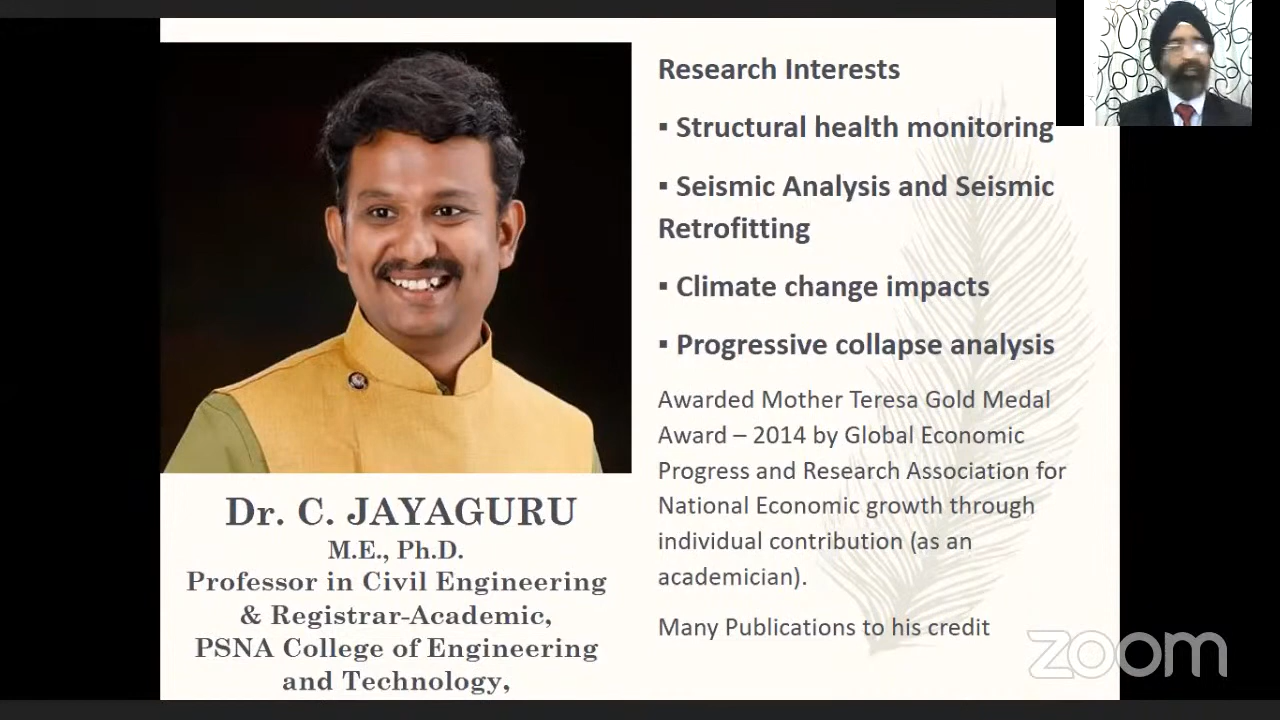 Research Interests
▪ Structural health monitoring
▪ Seismic Analysis and Seismic
Retrofitting
▪ Climate change impacts
▪ Progressive collapse analysis
Awarded Mother Teresa Gold Medal
Award – 2014 by Global Economic
Progress and Research Association for
National Economic growth through
individual contribution (as an
academician).
Many Publications to his credit
Dr. C. JAYAGURU
M.E., Ph.D.
Professor in Civil Engineering
& Registrar-Academic,
PSNA College of Engineering
and Technology,
zoom